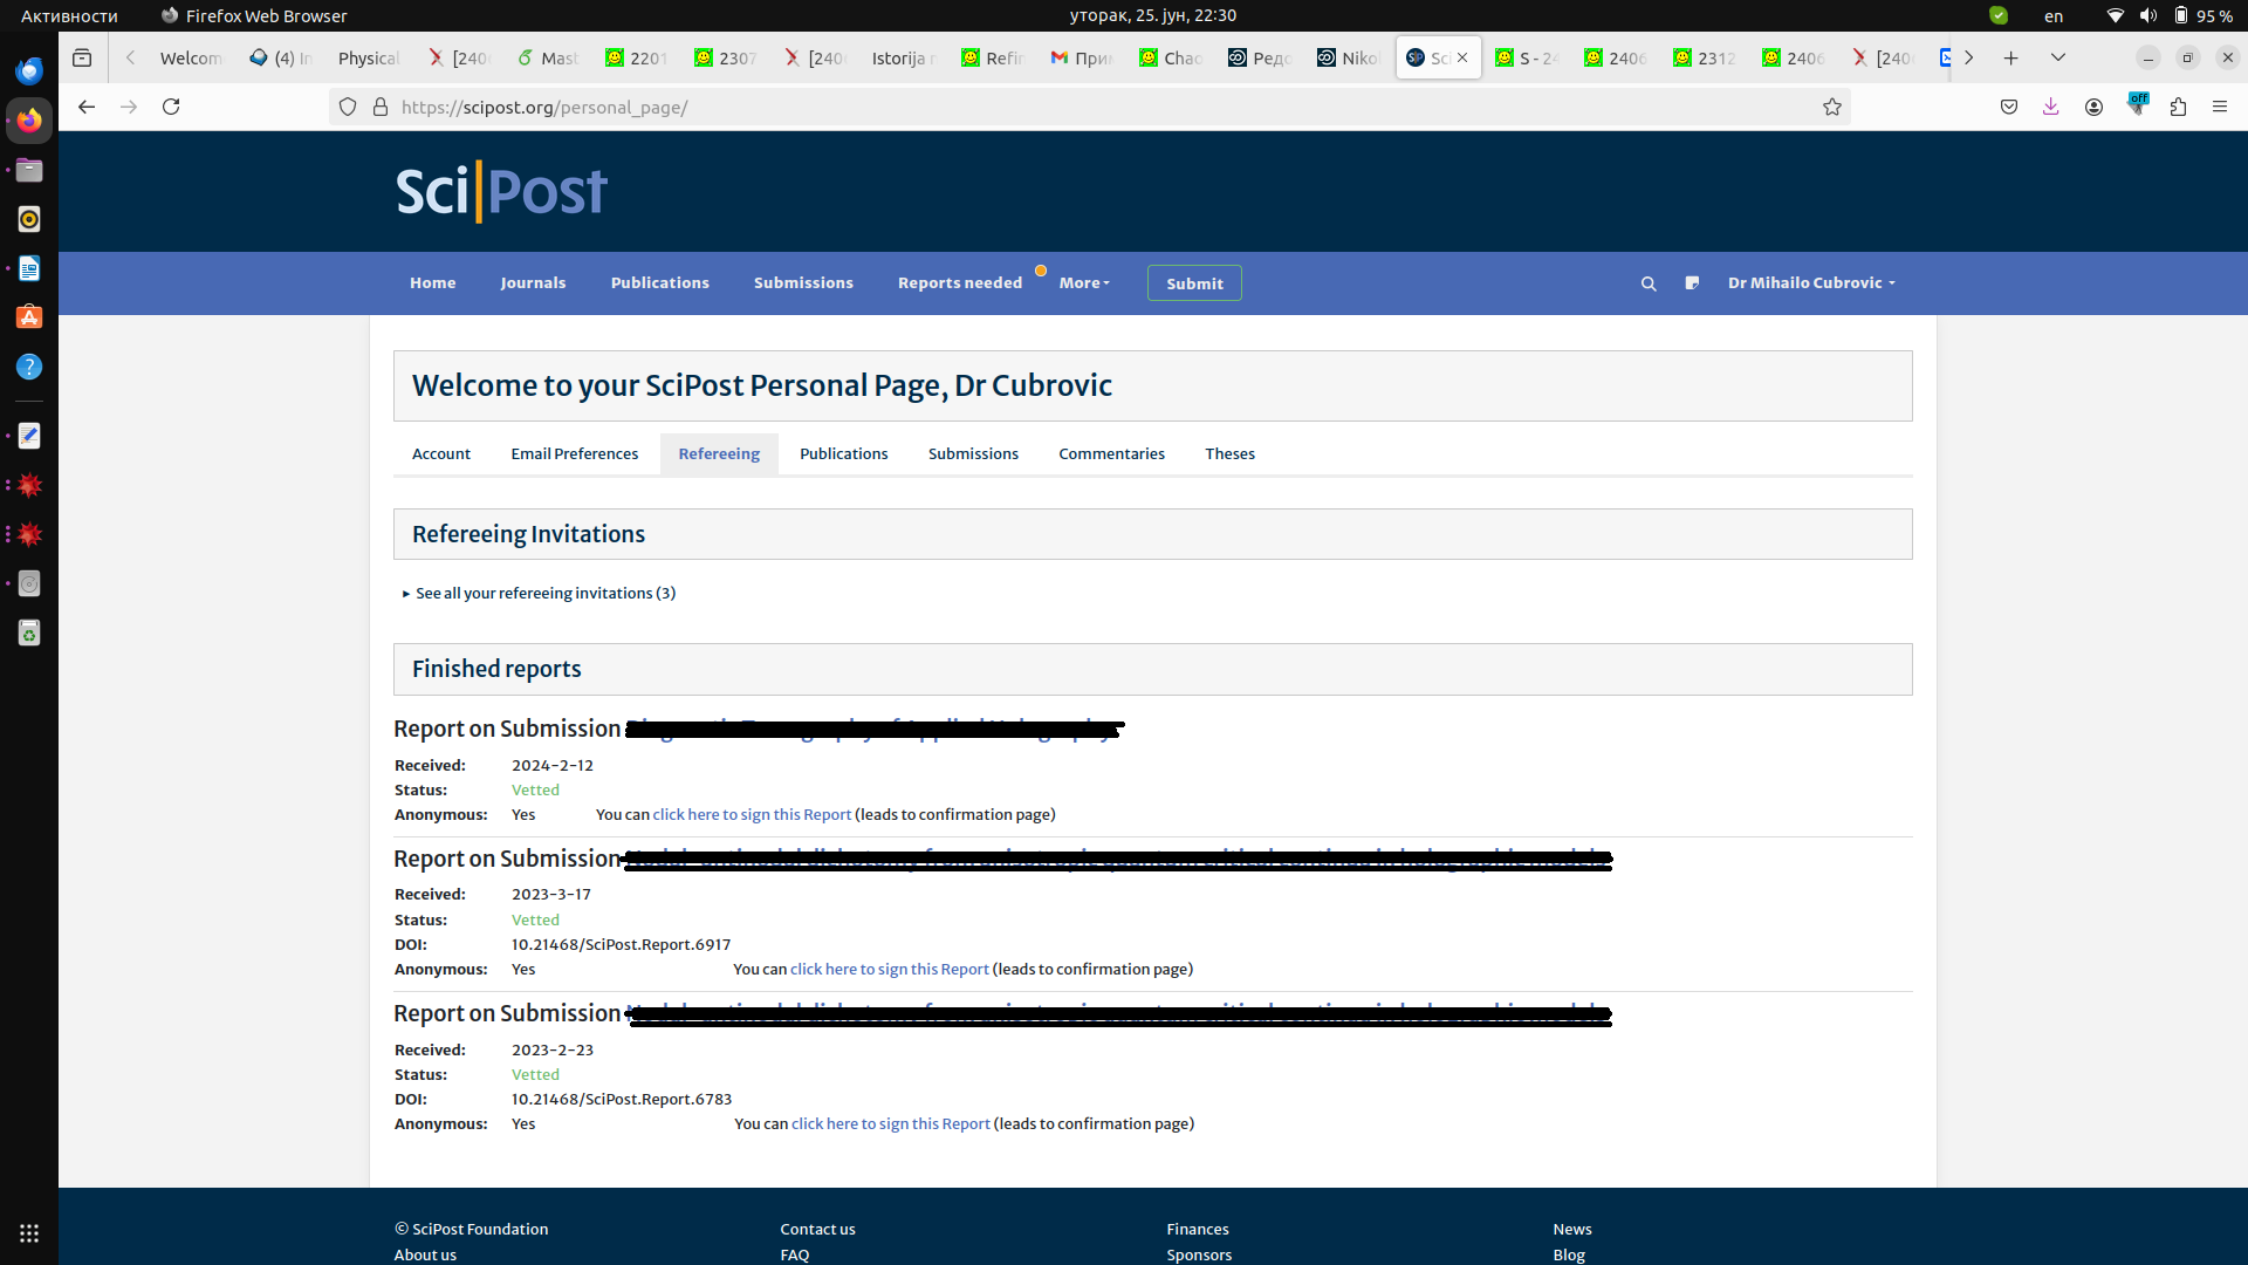 Активности
Firefox Web Browser
уторак, 25. јун, 22:30
en
95 %
Welcom
(4) In
Physical
[240
Mast
2201
2307
[240
Istorija r
Refin
При
Chao
Редо
Niko
Sci
S - 24
2406
2312
2406
[240
https://scipost.org/personal_page/
off
Sci|Post
Home
Journals
Publications
Submissions
Reports needed
More
Submit
Dr Mihailo Cubrovic
Welcome to your SciPost Personal Page, Dr Cubrovic
Account
Email Preferences
Refereeing
Publications
Submissions
Commentaries
Theses
Refereeing Invitations
▸ See all your refereeing invitations (3)
Finished reports
Report on Submission
Received: 2024-2-12
Status: Vetted
Anonymous: Yes You can click here to sign this Report (leads to confirmation page)
Report on Submission
Received: 2023-3-17
Status: Vetted
DOI: 10.21468/SciPost.Report.6917
Anonymous: Yes You can click here to sign this Report (leads to confirmation page)
Report on Submission
Received: 2023-2-23
Status: Vetted
DOI: 10.21468/SciPost.Report.6783
Anonymous: Yes You can click here to sign this Report (leads to confirmation page)
© SciPost Foundation
Contact us
Finances
News
About us
FAQ
Sponsors
Blog